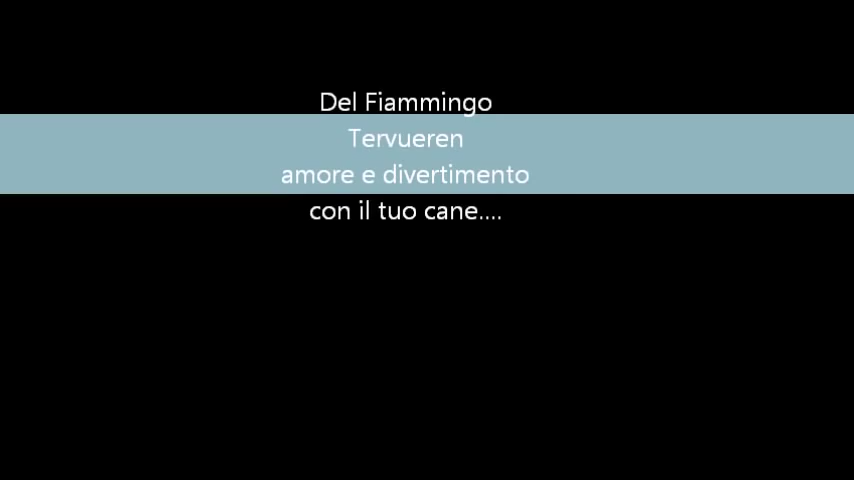 Del Fiammingo
Tervueren
amore e divertimento
con il tuo cane....